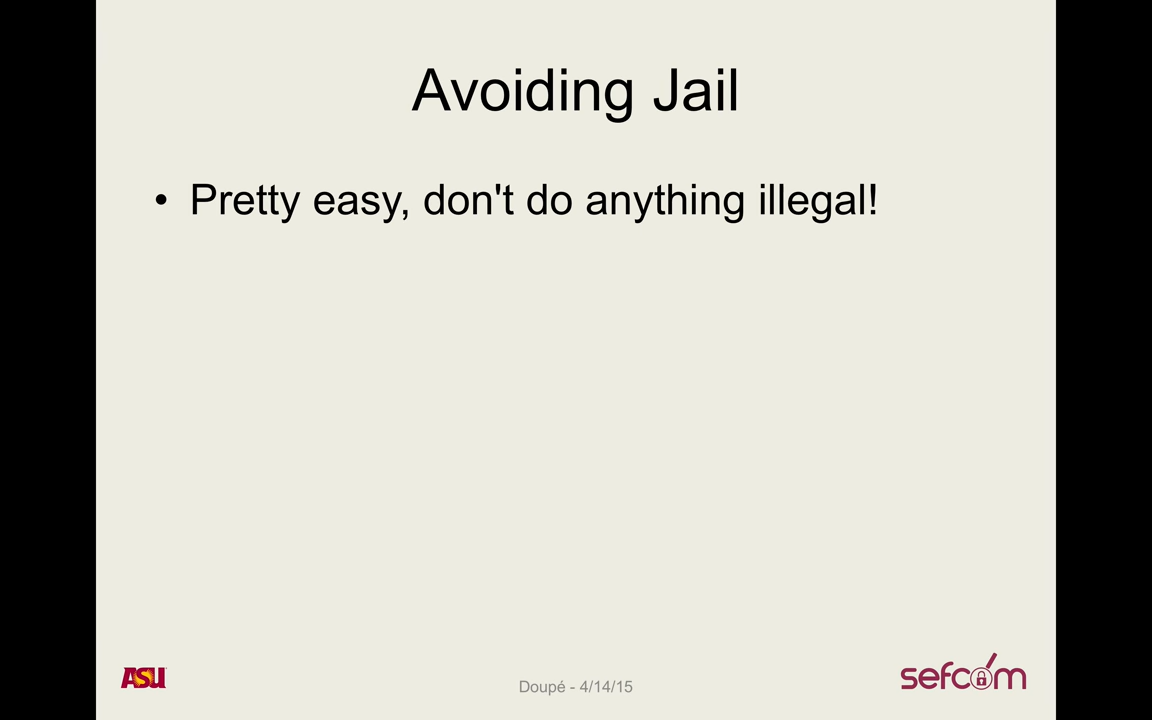 Avoiding Jail
• Pretty easy, don't do anything illegal!
ASU
Doupé - 4/14/15
sefcom